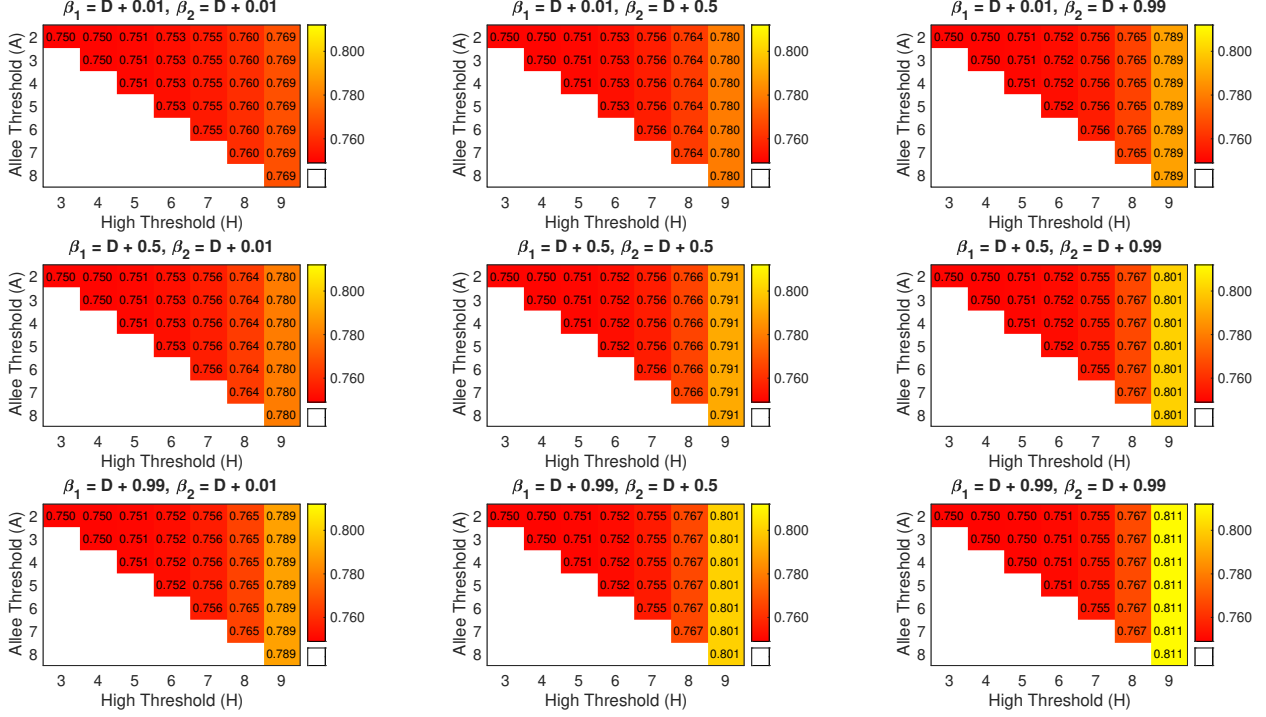 β₁ = D + 0.01, β₂ = D + 0.01
Allee Threshold (A)
2 0.750 0.750 0.751 0.753 0.755 0.760 0.769
3 0.750 0.751 0.753 0.755 0.760 0.769
4 0.751 0.753 0.755 0.760 0.769
5 0.753 0.755 0.760 0.769
6 0.755 0.760 0.769
7 0.760 0.769
8 0.769
3 4 5 6 7 8 9
High Threshold (H)
0.800
0.780
0.760
β₁ = D + 0.01, β₂ = D + 0.5
Allee Threshold (A)
2 0.750 0.750 0.751 0.753 0.756 0.764 0.780
3 0.750 0.751 0.753 0.756 0.764 0.780
4 0.751 0.753 0.756 0.764 0.780
5 0.753 0.756 0.764 0.780
6 0.756 0.764 0.780
7 0.764 0.780
8 0.780
3 4 5 6 7 8 9
High Threshold (H)
0.800
0.780
0.760
β₁ = D + 0.01, β₂ = D + 0.99
Allee Threshold (A)
2 0.750 0.750 0.751 0.752 0.756 0.765 0.789
3 0.750 0.751 0.752 0.756 0.765 0.789
4 0.751 0.752 0.756 0.765 0.789
5 0.752 0.756 0.765 0.789
6 0.756 0.765 0.789
7 0.765 0.789
8 0.789
3 4 5 6 7 8 9
High Threshold (H)
0.800
0.780
0.760
β₁ = D + 0.5, β₂ = D + 0.01
Allee Threshold (A)
2 0.750 0.750 0.751 0.753 0.756 0.764 0.780
3 0.750 0.751 0.753 0.756 0.764 0.780
4 0.751 0.753 0.756 0.764 0.780
5 0.753 0.756 0.764 0.780
6 0.756 0.764 0.780
7 0.764 0.780
8 0.780
3 4 5 6 7 8 9
High Threshold (H)
0.800
0.780
0.760
β₁ = D + 0.5, β₂ = D + 0.5
Allee Threshold (A)
2 0.750 0.750 0.751 0.752 0.756 0.766 0.791
3 0.750 0.751 0.752 0.756 0.766 0.791
4 0.751 0.752 0.756 0.766 0.791
5 0.752 0.756 0.766 0.791
6 0.756 0.766 0.791
7 0.766 0.791
8 0.791
3 4 5 6 7 8 9
High Threshold (H)
0.800
0.780
0.760
β₁ = D + 0.5, β₂ = D + 0.99
Allee Threshold (A)
2 0.750 0.750 0.751 0.752 0.755 0.767 0.801
3 0.750 0.751 0.752 0.755 0.767 0.801
4 0.751 0.752 0.755 0.767 0.801
5 0.752 0.755 0.767 0.801
6 0.755 0.767 0.801
7 0.767 0.801
8 0.801
3 4 5 6 7 8 9
High Threshold (H)
0.800
0.780
0.760
β₁ = D + 0.99, β₂ = D + 0.01
Allee Threshold (A)
2 0.750 0.750 0.751 0.752 0.756 0.765 0.789
3 0.750 0.751 0.752 0.756 0.765 0.789
4 0.751 0.752 0.756 0.765 0.789
5 0.752 0.756 0.765 0.789
6 0.756 0.765 0.789
7 0.765 0.789
8 0.789
3 4 5 6 7 8 9
High Threshold (H)
0.800
0.780
0.760
β₁ = D + 0.99, β₂ = D + 0.5
Allee Threshold (A)
2 0.750 0.750 0.751 0.752 0.755 0.767 0.801
3 0.750 0.751 0.752 0.755 0.767 0.801
4 0.751 0.752 0.755 0.767 0.801
5 0.752 0.755 0.767 0.801
6 0.755 0.767 0.801
7 0.767 0.801
8 0.801
3 4 5 6 7 8 9
High Threshold (H)
0.800
0.780
0.760
β₁ = D + 0.99, β₂ = D + 0.99
Allee Threshold (A)
2 0.750 0.750 0.750 0.751 0.755 0.767 0.811
3 0.750 0.750 0.751 0.755 0.767 0.811
4 0.750 0.751 0.755 0.767 0.811
5 0.751 0.755 0.767 0.811
6 0.755 0.767 0.811
7 0.767 0.811
8 0.811
3 4 5 6 7 8 9
High Threshold (H)
0.800
0.780
0.760